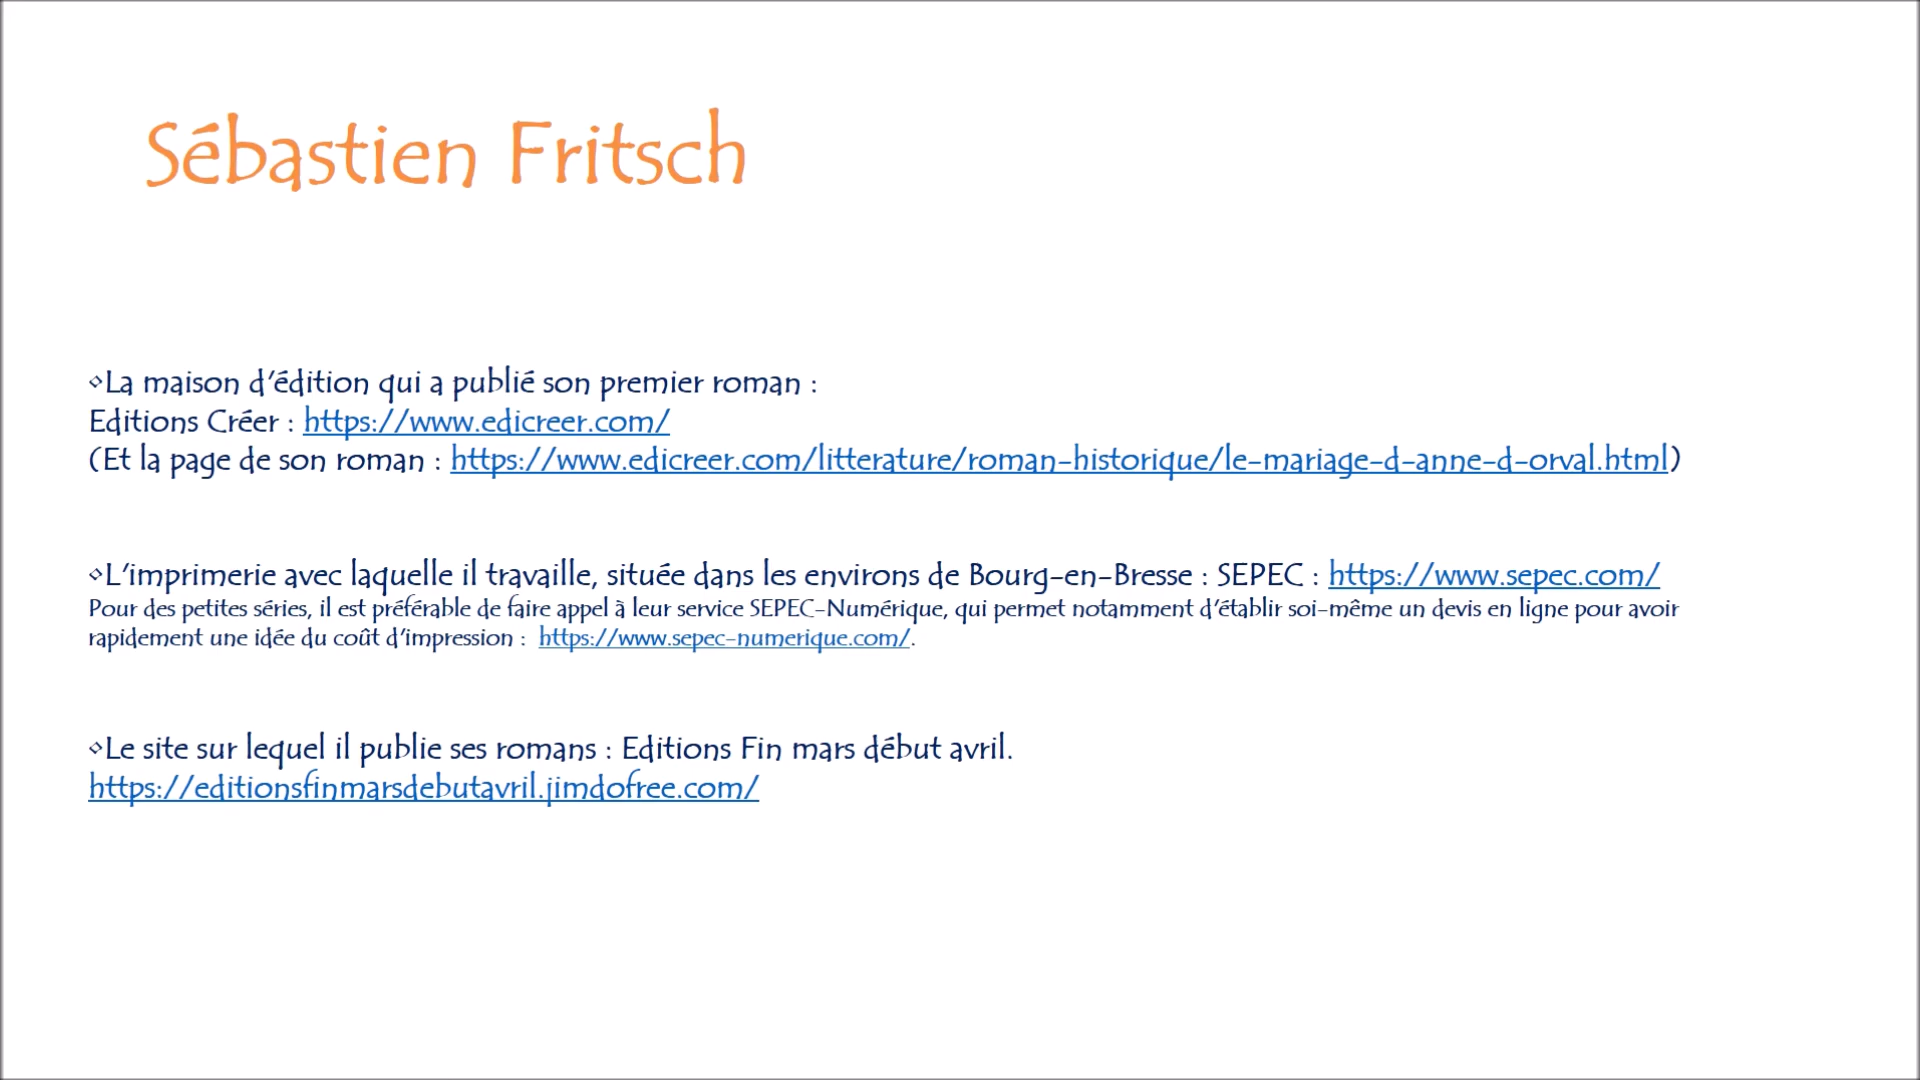 Sébastien Fritsch
◇La maison d'édition qui a publié son premier roman :
Editions Créer : https://www.edicreer.com/
(Et la page de son roman : https://www.edicreer.com/litterature/roman-historique/le-mariage-d-anne-d-orval.html)
◇L'imprimerie avec laquelle il travaille, située dans les environs de Bourg-en-Bresse : SEPEC : https://www.sepec.com/
Pour des petites séries, il est préférable de faire appel à leur service SEPEC-Numérique, qui permet notamment d'établir soi-même un devis en ligne pour avoir
rapidement une idée du coût d'impression : https://www.sepec-numerique.com/.
◇Le site sur lequel il publie ses romans : Editions Fin mars début avril.
https://editionsfinmarsdebutavril.jimdofree.com/